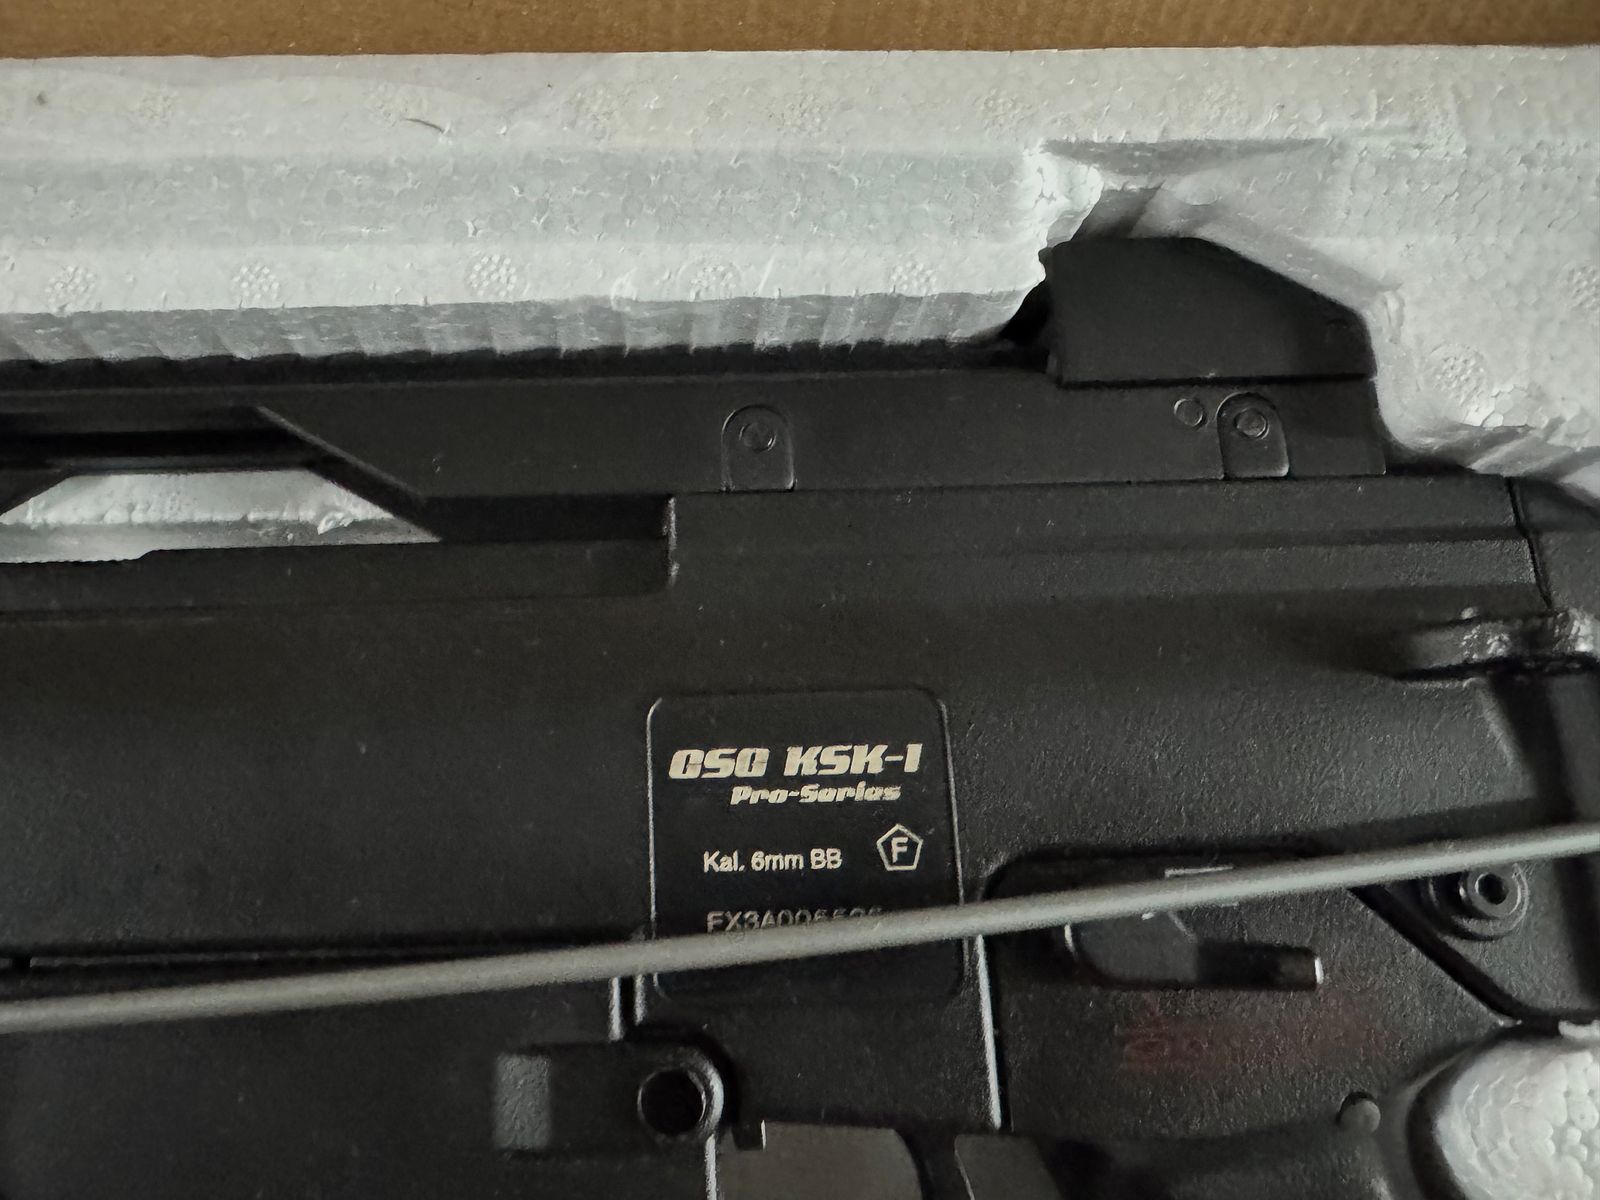 GSG KSK-1
Pro-Series
Kal. 6mm BB
F